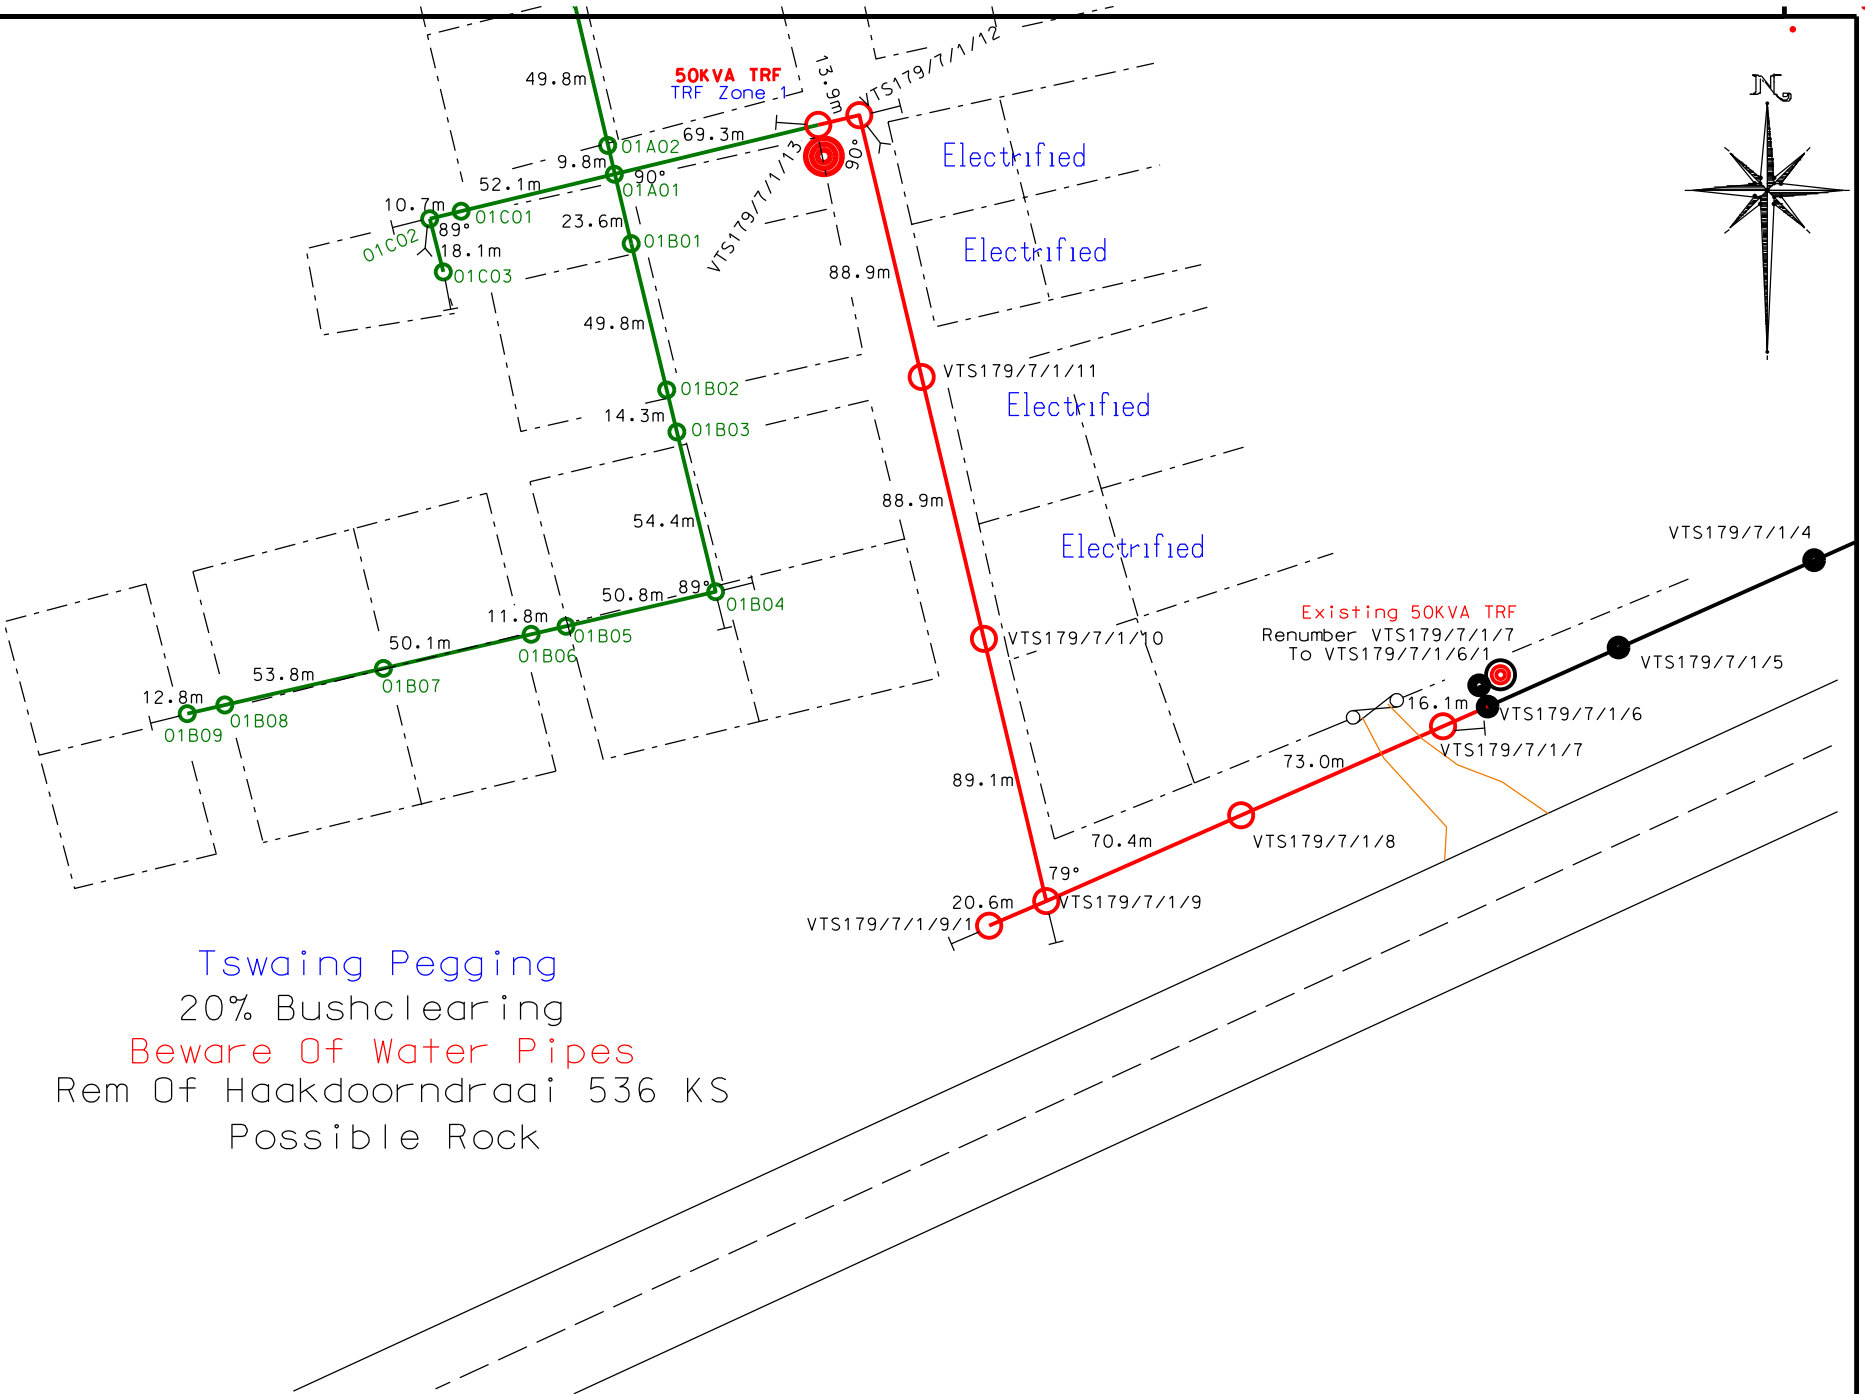 N
49.8m
50KVA TRF
TRF Zone 1
13.9m
VTS179/7/1/12
69.3m
01A02
9.8m
90°
01A01
VTS179/7/1/13
90°
Electrified
52.1m
10.7m
01C01
01C02
89°
18.1m
01C03
23.6m
01B01
Electrified
88.9m
49.8m
VTS179/7/1/11
01B02
Electrified
14.3m
01B03
88.9m
54.4m
Electrified
VTS179/7/1/4
89°
50.8m
01B04
Existing 50KVA TRF
Renumber VTS179/7/1/7
To VTS179/7/1/6/1
11.8m
01B05
01B06
VTS179/7/1/10
50.1m
VTS179/7/1/5
53.8m
01B07
12.8m
01B08
01B09
16.1m
VTS179/7/1/6
VTS179/7/1/7
73.0m
89.1m
70.4m
VTS179/7/1/8
79°
20.6m
VTS179/7/1/9
VTS179/7/1/9/1
Tswaing Pegging
20% Bushclearing
Beware Of Water Pipes
Rem Of Haakdoorndraai 536 KS
Possible Rock